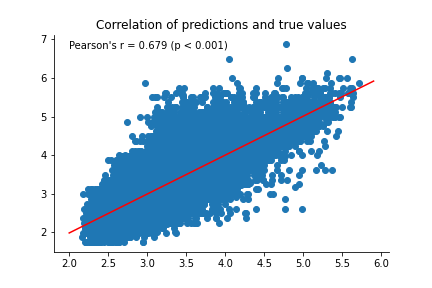 Correlation of predictions and true values
Pearson's r = 0.679 (p < 0.001)
7
6
5
4
3
2
2.0 2.5 3.0 3.5 4.0 4.5 5.0 5.5 6.0